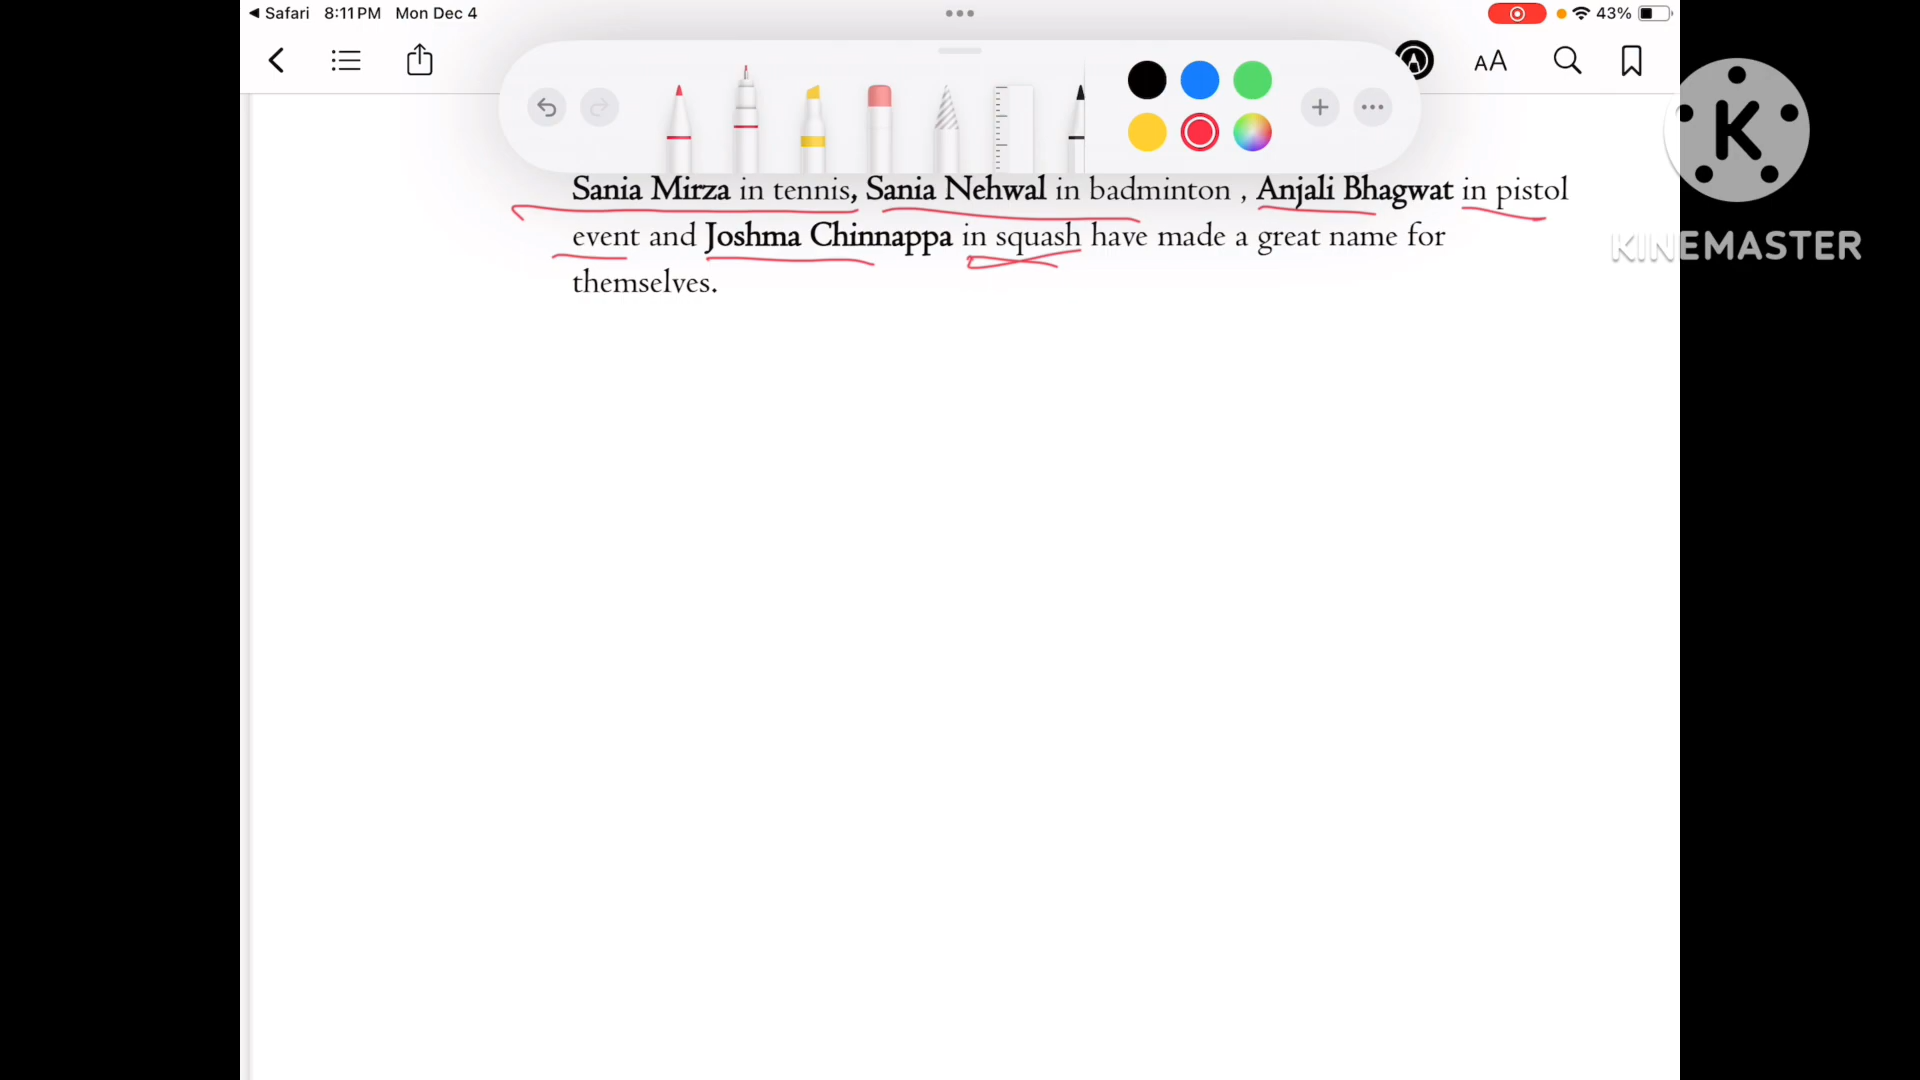 ◀ Safari 8:11 PM Mon Dec 4
43%
AA
K
KINEMASTER
Sania Mirza in tennis, Sania Nehwal in badminton , Anjali Bhagwat in pistol
event and Joshma Chinnappa in squash have made a great name for
themselves.